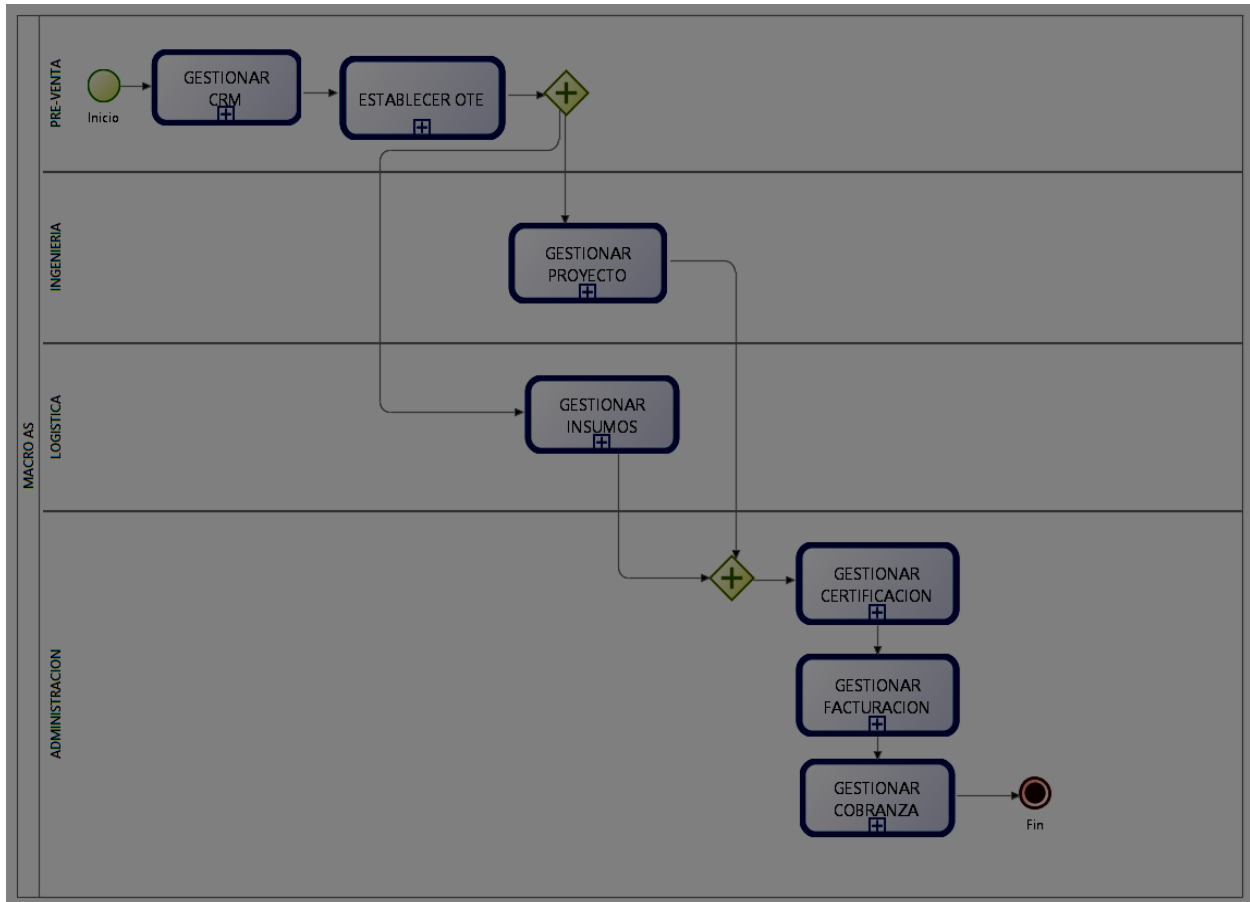 MACRO AS
PRE-VENTA
Inicio
GESTIONAR
CRM
ESTABLECER OTE
INGENIERIA
GESTIONAR
PROYECTO
LOGISTICA
GESTIONAR
INSUMOS
ADMINISTRACION
GESTIONAR
CERTIFICACION
GESTIONAR
FACTURACION
GESTIONAR
COBRANZA
Fin